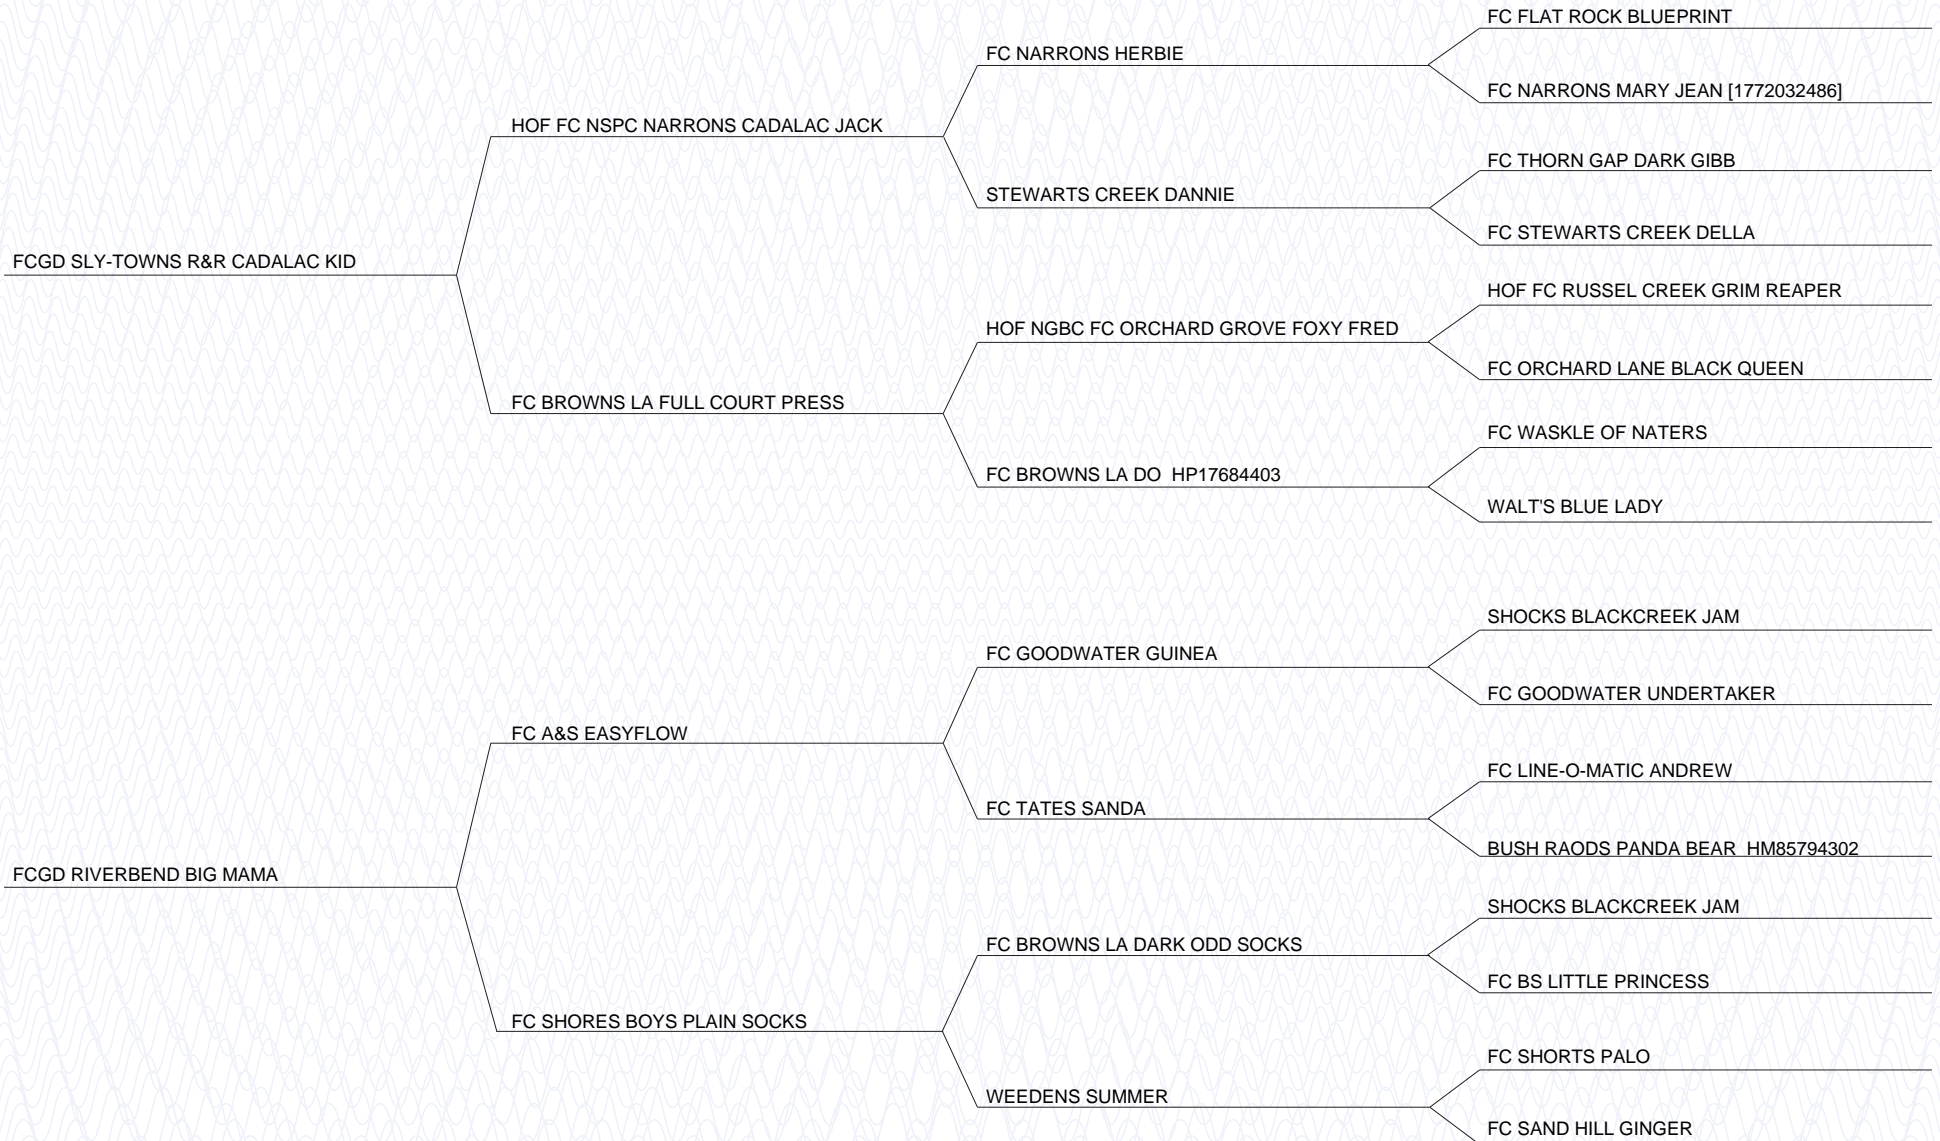 FC FLAT ROCK BLUEPRINT
FC NARRONS HERBIE
FC NARRONS MARY JEAN [1772032486]
HOF FC NSPC NARRONS CADALAC JACK
FC THORN GAP DARK GIBB
STEWARTS CREEK DANNIE
FC STEWARTS CREEK DELLA
FCGD SLY-TOWNS R&R CADALAC KID
HOF FC RUSSEL CREEK GRIM REAPER
HOF NGBC FC ORCHARD GROVE FOXY FRED
FC ORCHARD LANE BLACK QUEEN
FC BROWNS LA FULL COURT PRESS
FC WASKLE OF NATERS
FC BROWNS LA DO  HP17684403
WALT'S BLUE LADY
SHOCKS BLACKCREEK JAM
FC GOODWATER GUINEA
FC GOODWATER UNDERTAKER
FC A&S EASYFLOW
FC LINE-O-MATIC ANDREW
FC TATES SANDA
BUSH RAODS PANDA BEAR  HM85794302
FCGD RIVERBEND BIG MAMA
SHOCKS BLACKCREEK JAM
FC BROWNS LA DARK ODD SOCKS
FC BS LITTLE PRINCESS
FC SHORES BOYS PLAIN SOCKS
FC SHORTS PALO
WEEDENS SUMMER
FC SAND HILL GINGER